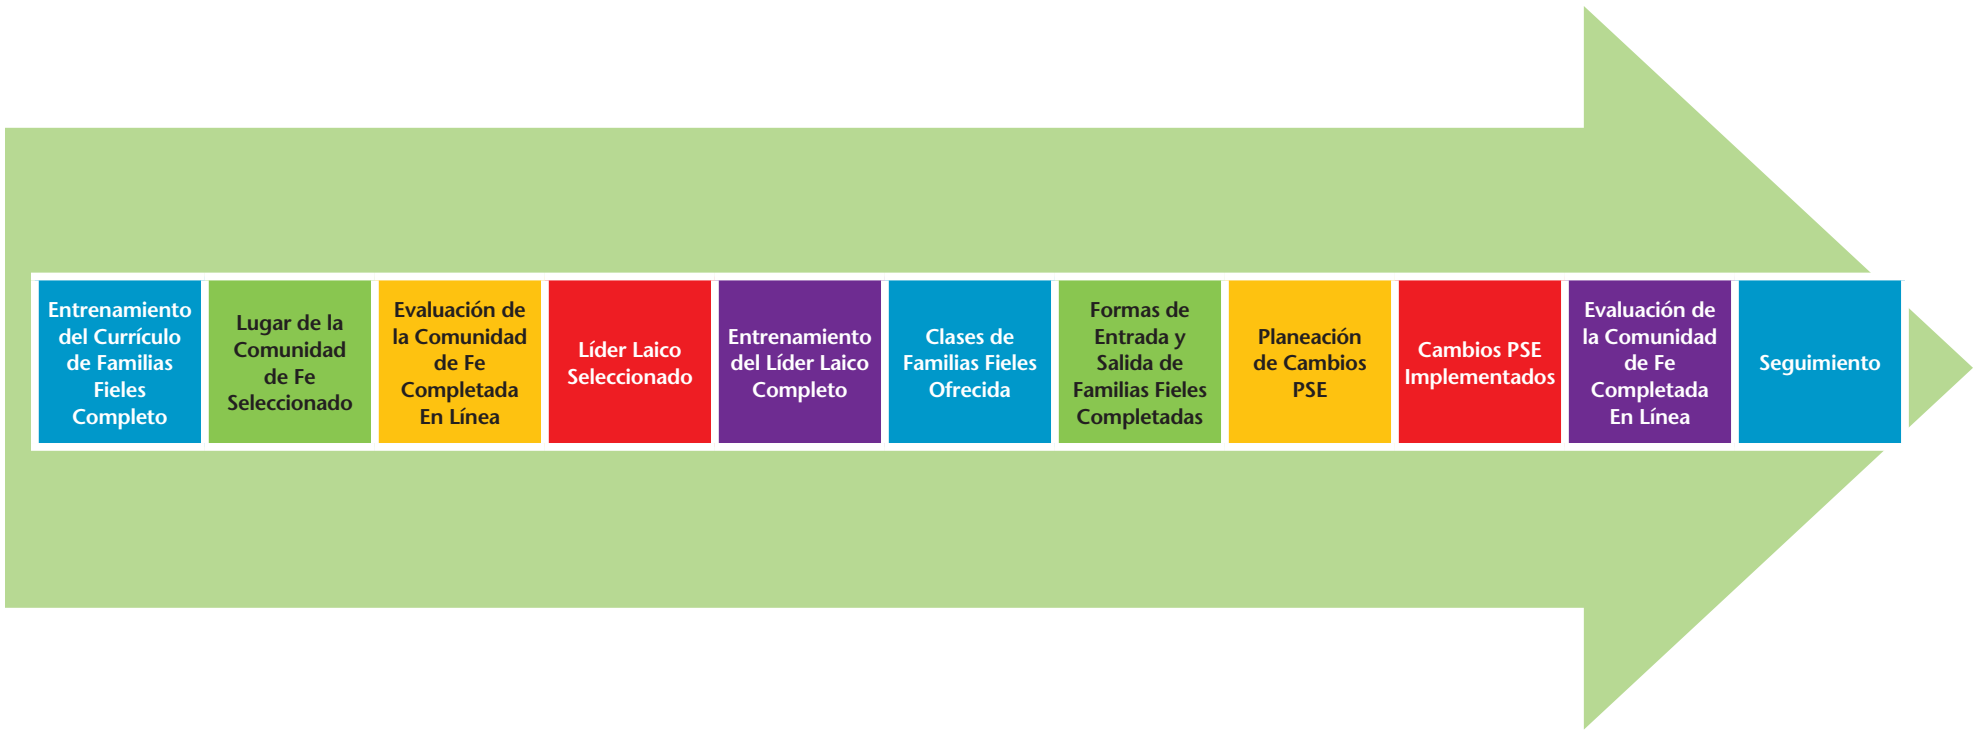 Entrenamiento
del Currículo
de Familias
Fieles
Completo
Lugar de la
Comunidad
de Fe
Seleccionado
Evaluación de
la Comunidad
de Fe
Completada
En Línea
Líder Laico
Seleccionado
Entrenamiento
del Líder Laico
Completo
Clases de
Familias Fieles
Ofrecida
Formas de
Entrada y
Salida de
Familias Fieles
Completadas
Planeación
de Cambios
PSE
Cambios PSE
Implementados
Evaluación de
la Comunidad
de Fe
Completada
En Línea
Seguimiento